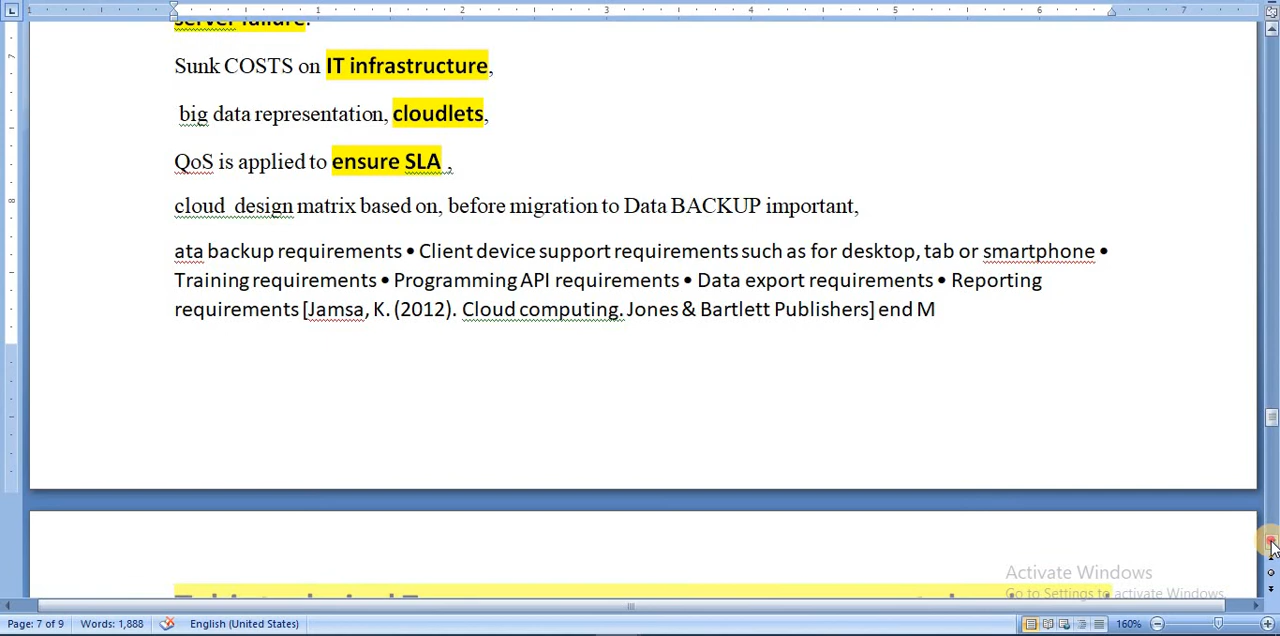 server failure.
Sunk COSTS on IT infrastructure,
big data representation, cloudlets,
QoS is applied to ensure SLA ,
cloud design matrix based on, before migration to Data BACKUP important,
ata backup requirements • Client device support requirements such as for desktop, tab or smartphone •
Training requirements • Programming API requirements • Data export requirements • Reporting
requirements [Jamsa, K. (2012). Cloud computing. Jones & Bartlett Publishers] end M
Activate Windows
Go to Settings to activate Windows.
Page: 7 of 9 Words: 1,888 English (United States) 160%